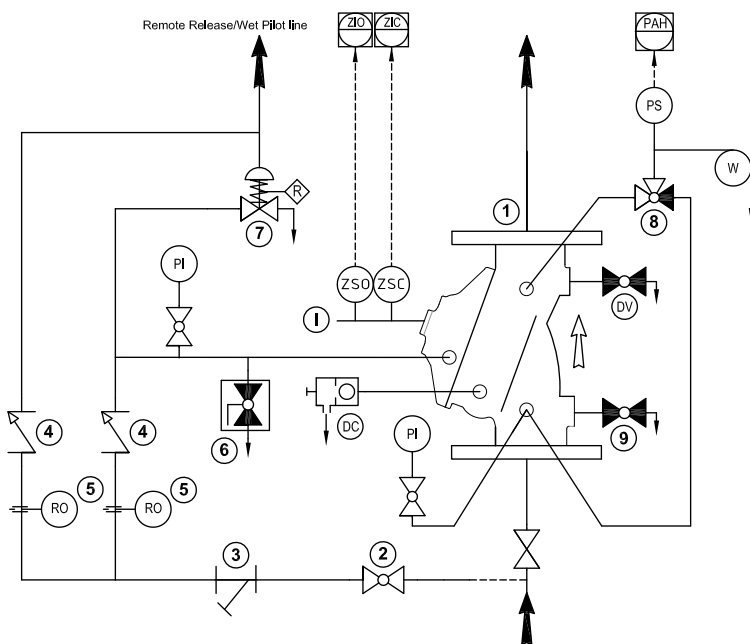 Remote Release/Wet Pilot line
ZIO
ZIC
PAH
PS
W
R
1
8
7
PI
ZSO
ZSC
I
DV
4
4
6
DC
PI
9
5
5
RO
RO
3
2